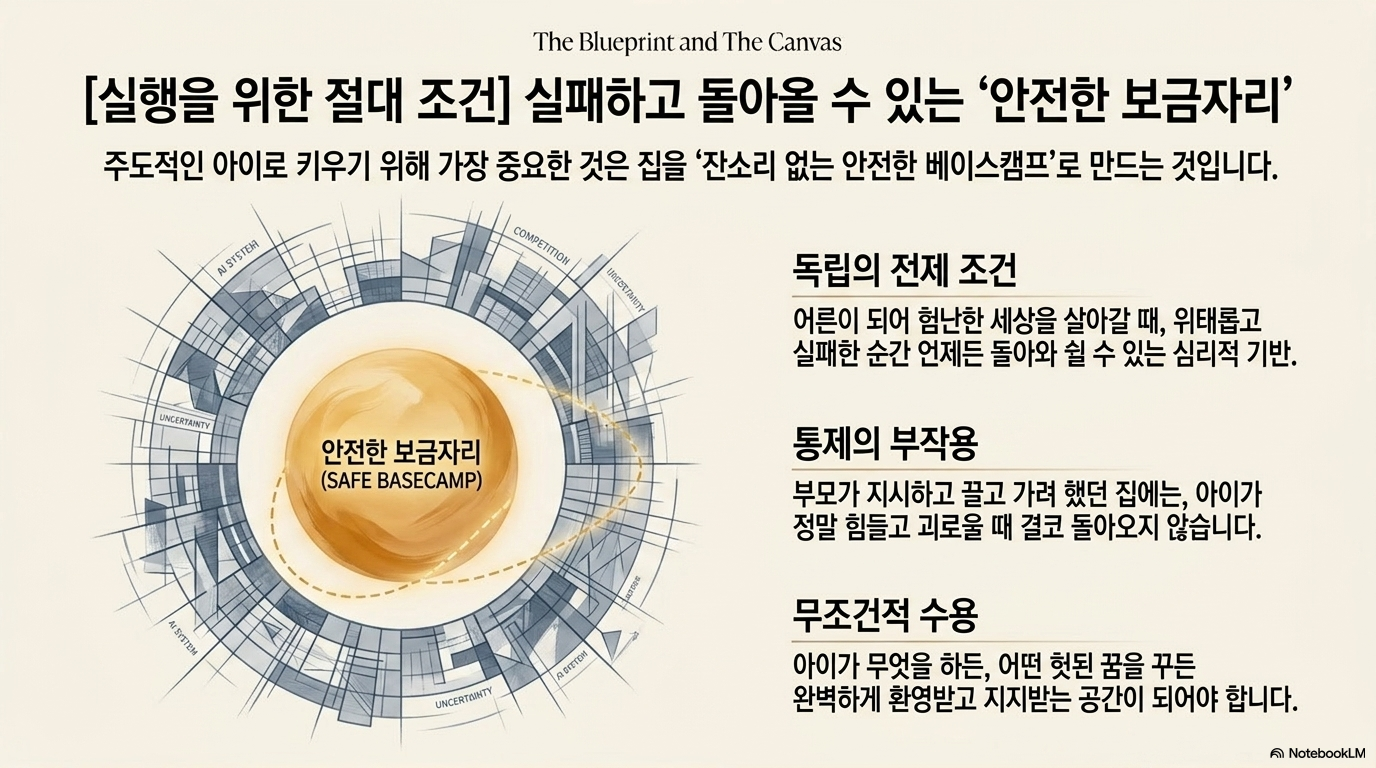 The Blueprint and The Canvas
[실행을 위한 절대 조건] 실패하고 돌아올 수 있는 ‘안전한 보금자리’
주도적인 아이로 키우기 위해 가장 중요한 것은 집을 ‘잔소리 없는 안전한 베이스캠프’로 만드는 것입니다.
COMPETITION
UNCERTAINTY
안전한 보금자리
(SAFE BASECAMP)
UNCERTAINTY
독립의 전제 조건
어른이 되어 험난한 세상을 살아갈 때, 위태롭고
실패한 순간 언제든 돌아와 쉴 수 있는 심리적 기반.
통제의 부작용
부모가 지시하고 끌고 가려 했던 집에는, 아이가
정말 힘들고 괴로울 때 결코 돌아오지 않습니다.
무조건적 수용
아이가 무엇을 하든, 어떤 헛된 꿈을 꾸든
완벽하게 환영받고 지지받는 공간이 되어야 합니다.
NotebookLM